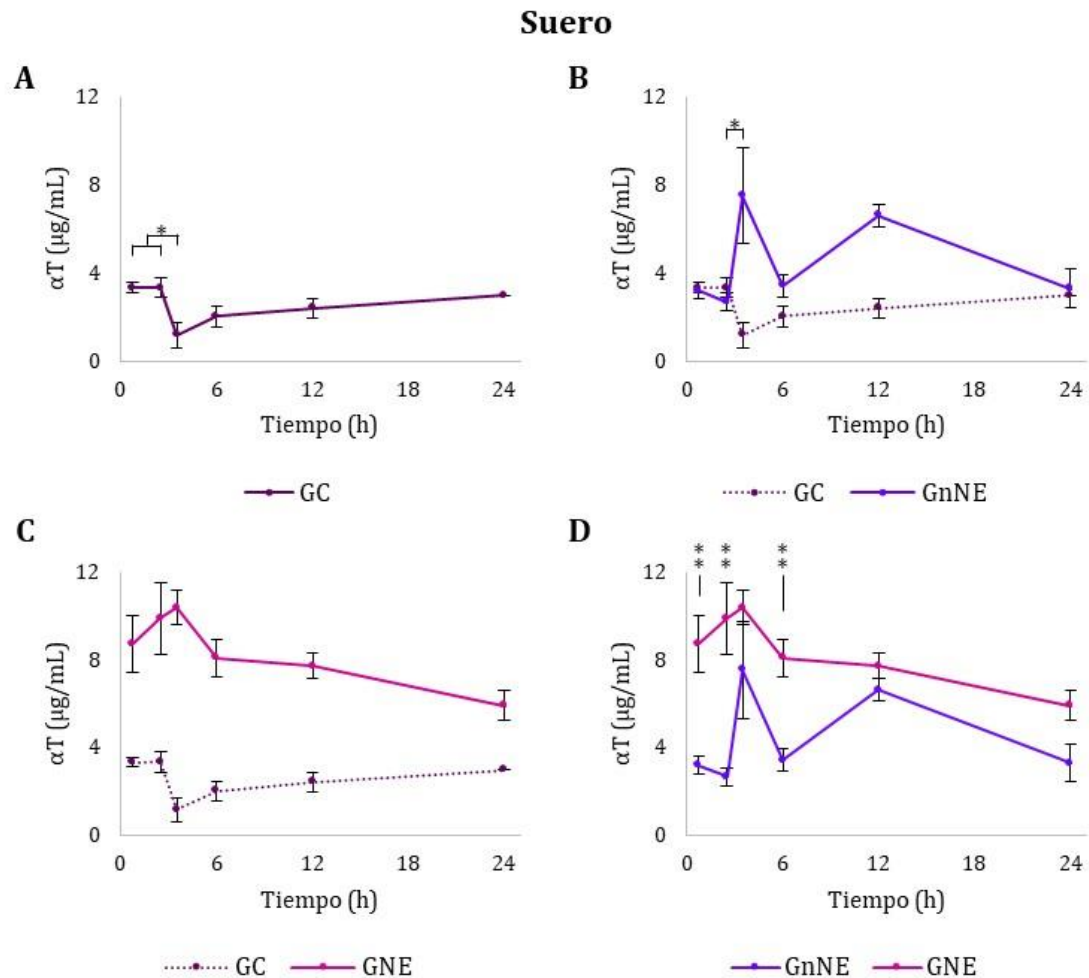 Suero
A
12
8
4
0
αT (µg/mL)
*
0 6 12 18 24
Tiempo (h)
GC
B
12
8
4
0
αT (µg/mL)
*
0 6 12 18 24
Tiempo (h)
GC GnNE
C
12
8
4
0
αT (µg/mL)
0 6 12 18 24
Tiempo (h)
GC GNE
D
12
8
4
0
αT (µg/mL)
** ** **
0 6 12 18 24
Tiempo (h)
GnNE GNE